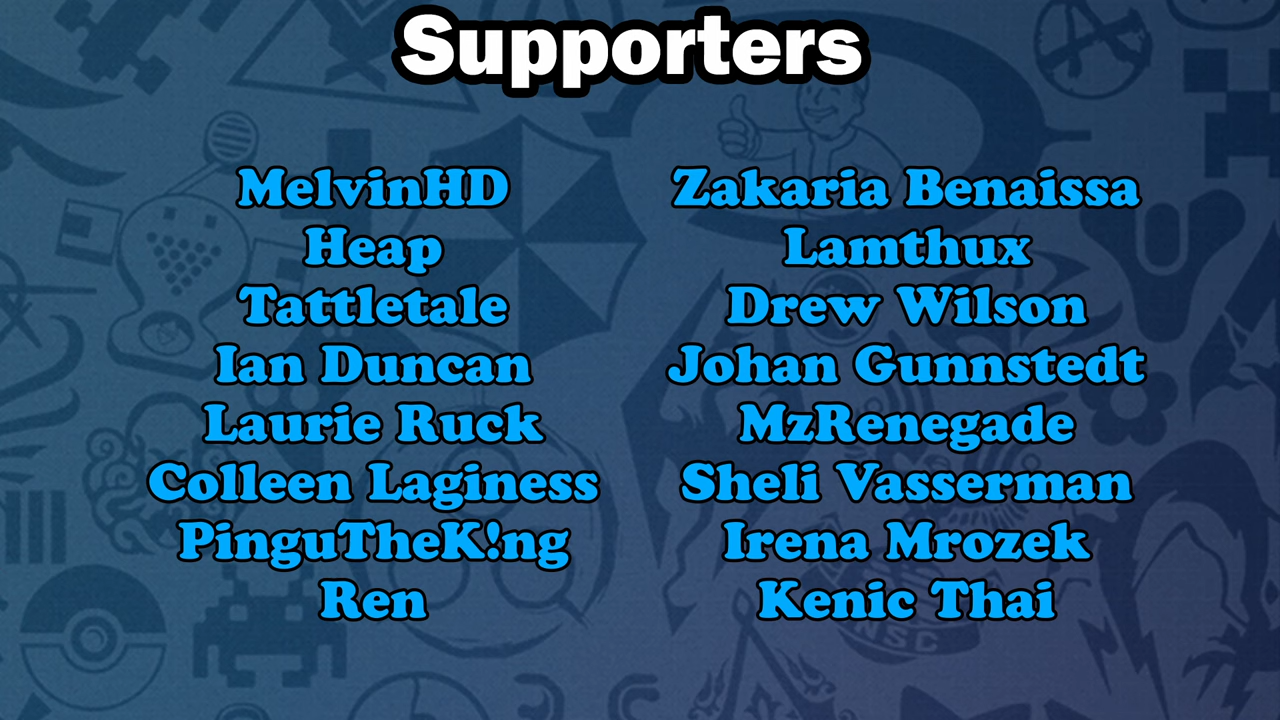 Supporters
MelvinHD
Heap
Tattletale
Ian Duncan
Laurie Ruck
Colleen Laginess
PinguTheK!ng
Ren
Zakaria Benaissa
Lamthux
Drew Wilson
Johan Gunnstedt
MzRenegade
Sheli Vasserman
Irena Mrozek
Kenic Thai